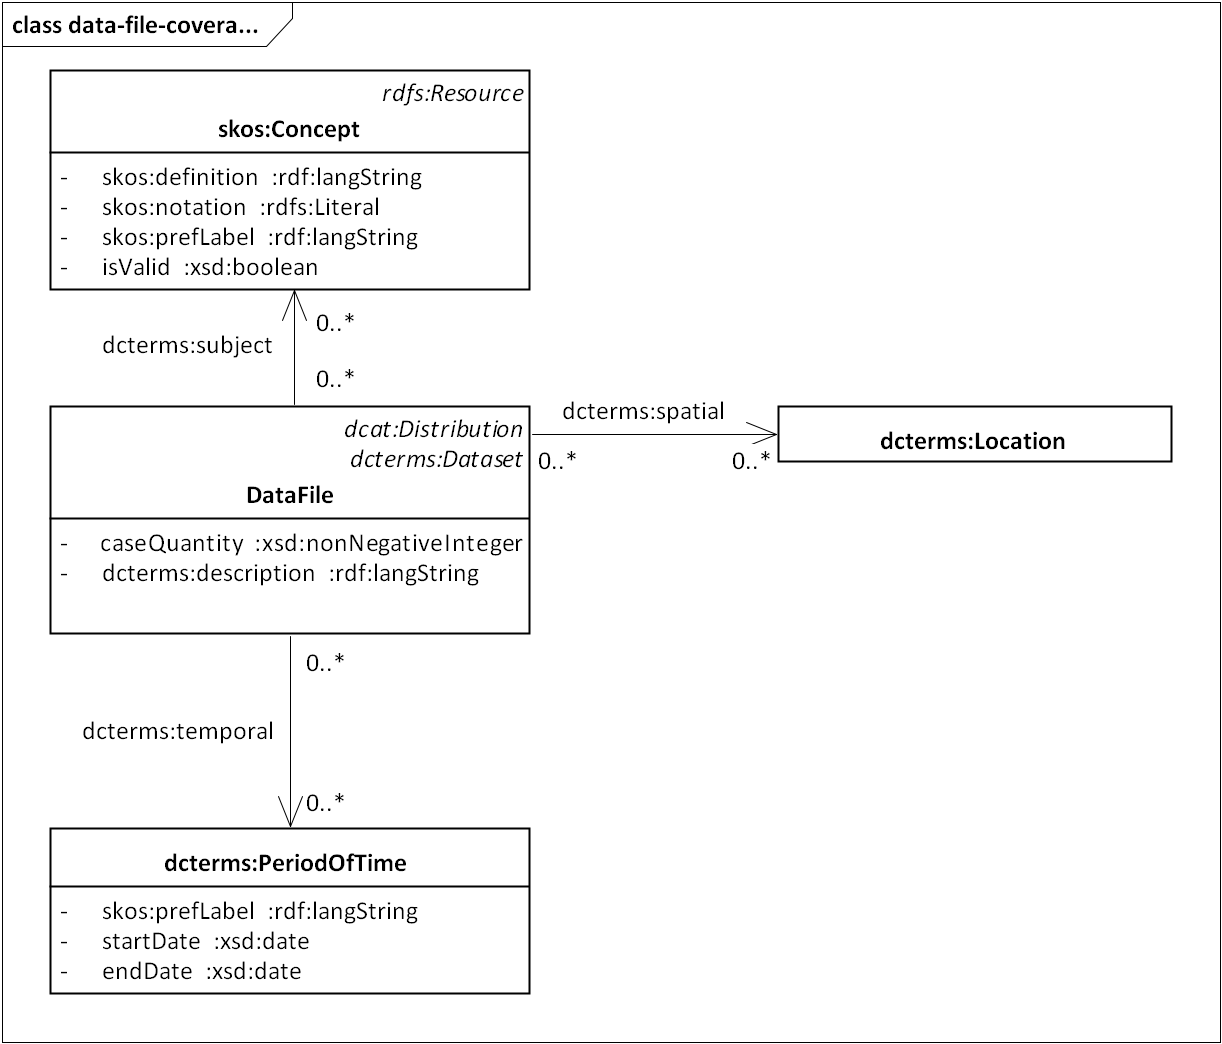 class data-file-covera...
rdfs:Resource
skos:Concept
- skos:definition :rdf:langString
- skos:notation :rdfs:Literal
- skos:prefLabel :rdf:langString
- isValid :xsd:boolean
0..*
dcterms:subject
0..*
dcat:Distribution
dcterms:Dataset
DataFile
- caseQuantity :xsd:nonNegativeInteger
- dcterms:description :rdf:langString
dcterms:spatial
0..* 0..*
dcterms:Location
0..*
dcterms:temporal
0..*
dcterms:PeriodOfTime
- skos:prefLabel :rdf:langString
- startDate :xsd:date
- endDate :xsd:date